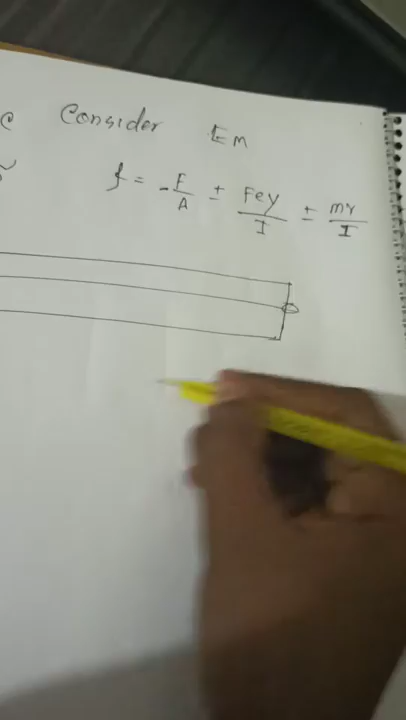 c Consider Em
f = - F/A ± Fey/I ± my/I